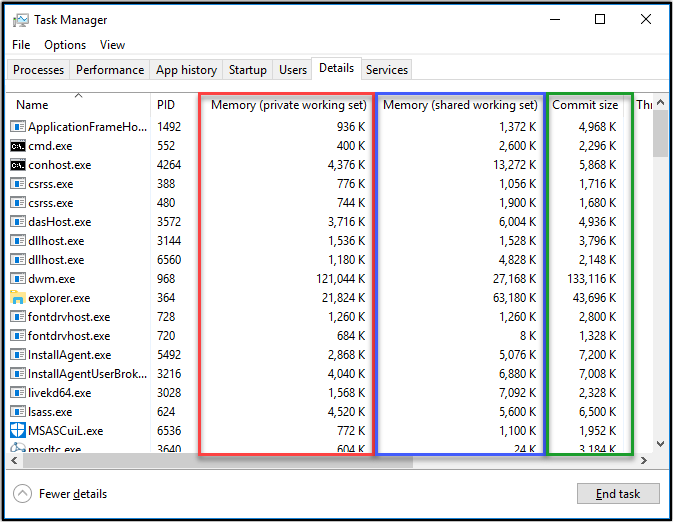 Task Manager
File Options View
Processes Performance App history Startup Users Details Services
Name PID Memory (private working set) Memory (shared working set) Commit size Thr
ApplicationFrameHo... 1492 936 K 1,372 K 4,968 K
cmd.exe 552 400 K 2,600 K 2,296 K
conhost.exe 4264 4,376 K 13,272 K 5,868 K
csrss.exe 388 776 K 1,056 K 1,716 K
csrss.exe 480 744 K 1,900 K 1,680 K
dasHost.exe 3572 3,716 K 6,004 K 4,936 K
dllhost.exe 3144 1,536 K 1,528 K 3,796 K
dllhost.exe 6560 1,180 K 4,828 K 2,148 K
dwm.exe 968 121,044 K 27,168 K 133,116 K
explorer.exe 364 21,824 K 63,180 K 43,696 K
fontdrvhost.exe 728 1,260 K 1,260 K 2,800 K
fontdrvhost.exe 720 684 K 8 K 1,328 K
InstallAgent.exe 5492 2,868 K 5,076 K 7,200 K
InstallAgentUserBrok... 3216 4,040 K 6,880 K 7,008 K
livekd64.exe 3028 1,568 K 7,092 K 2,328 K
lsass.exe 624 4,520 K 5,600 K 6,500 K
MSASCuiL.exe 6536 772 K 1,100 K 1,952 K
msdtc.exe 3640 604 K 24 K 3,184 K
Fewer details End task